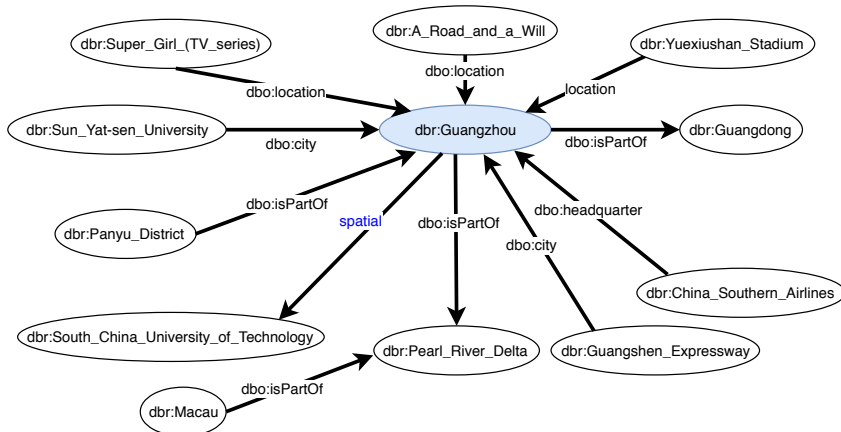 dbr:A_Road_and_a_Will
dbr:Super_Girl_(TV_series)
dbr:Yuexiushan_Stadium
dbo:location
dbo:location
location
dbr:Sun_Yat-sen_University
dbo:city
dbr:Guangzhou
dbo:isPartOf
dbr:Guangdong
dbo:isPartOf
dbo:headquarter
spatial
dbo:isPartOf
dbr:Panyu_District
dbo:city
dbr:China_Southern_Airlines
dbr:South_China_University_of_Technology
dbr:Pearl_River_Delta
dbr:Guangshen_Expressway
dbo:isPartOf
dbr:Macau